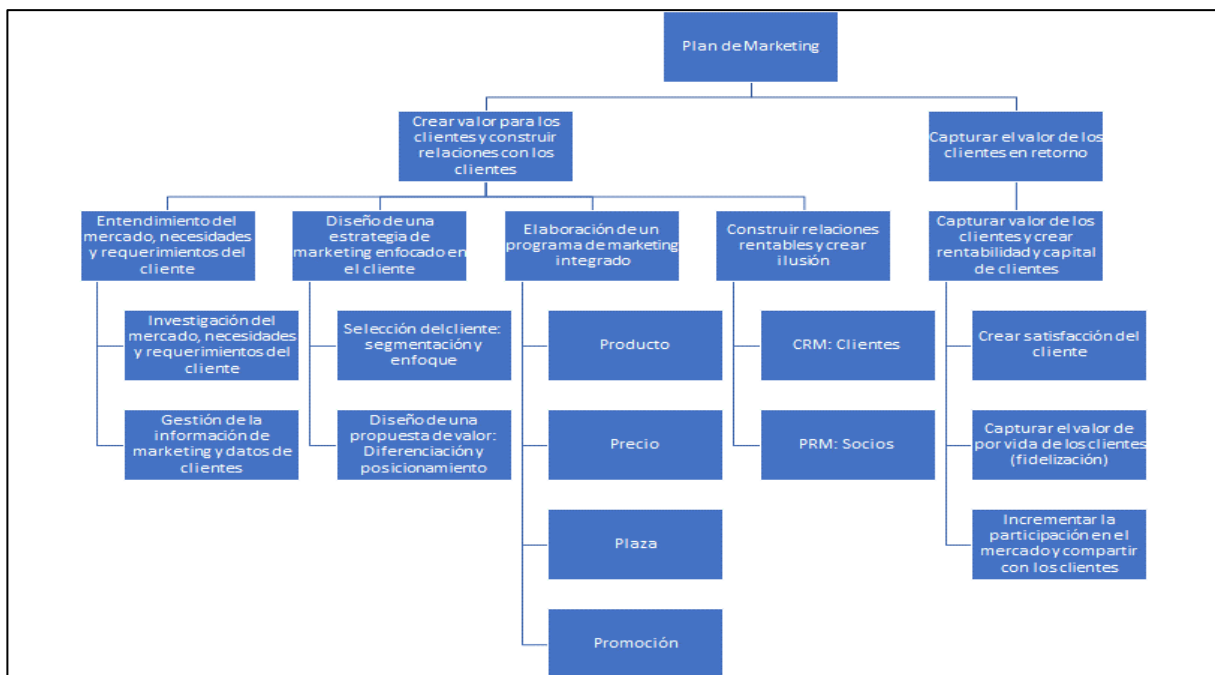 Plan de Marketing
Crear valor para los
clientes y construir
relaciones con los
clientes
Capturar el valor de los
clientes en retorno
Entendimiento del
mercado, necesidades
y requerimientos del
cliente
Diseño de una
estrategia de
marketing enfocado en
el cliente
Elaboración de un
programa de marketing
integrado
Construir relaciones
rentables y crear
ilusión
Capturar valor de los
clientes y crear
rentabilidad y capital
de clientes
Investigación del
mercado, necesidades
y requerimientos del
cliente
Selección delcliente:
segmentación y
enfoque
Producto
CRM: Clientes
Crear satisfacción del
cliente
Gestión de la
información de
marketing y datos de
clientes
Diseño de una
propuesta de valor:
Diferenciación y
posicionamiento
Precio
PRM: Socios
Capturar el valor de
por vida de los clientes
(fidelización)
Plaza
Incrementar la
participación en el
mercado y compartir
con los clientes
Promoción